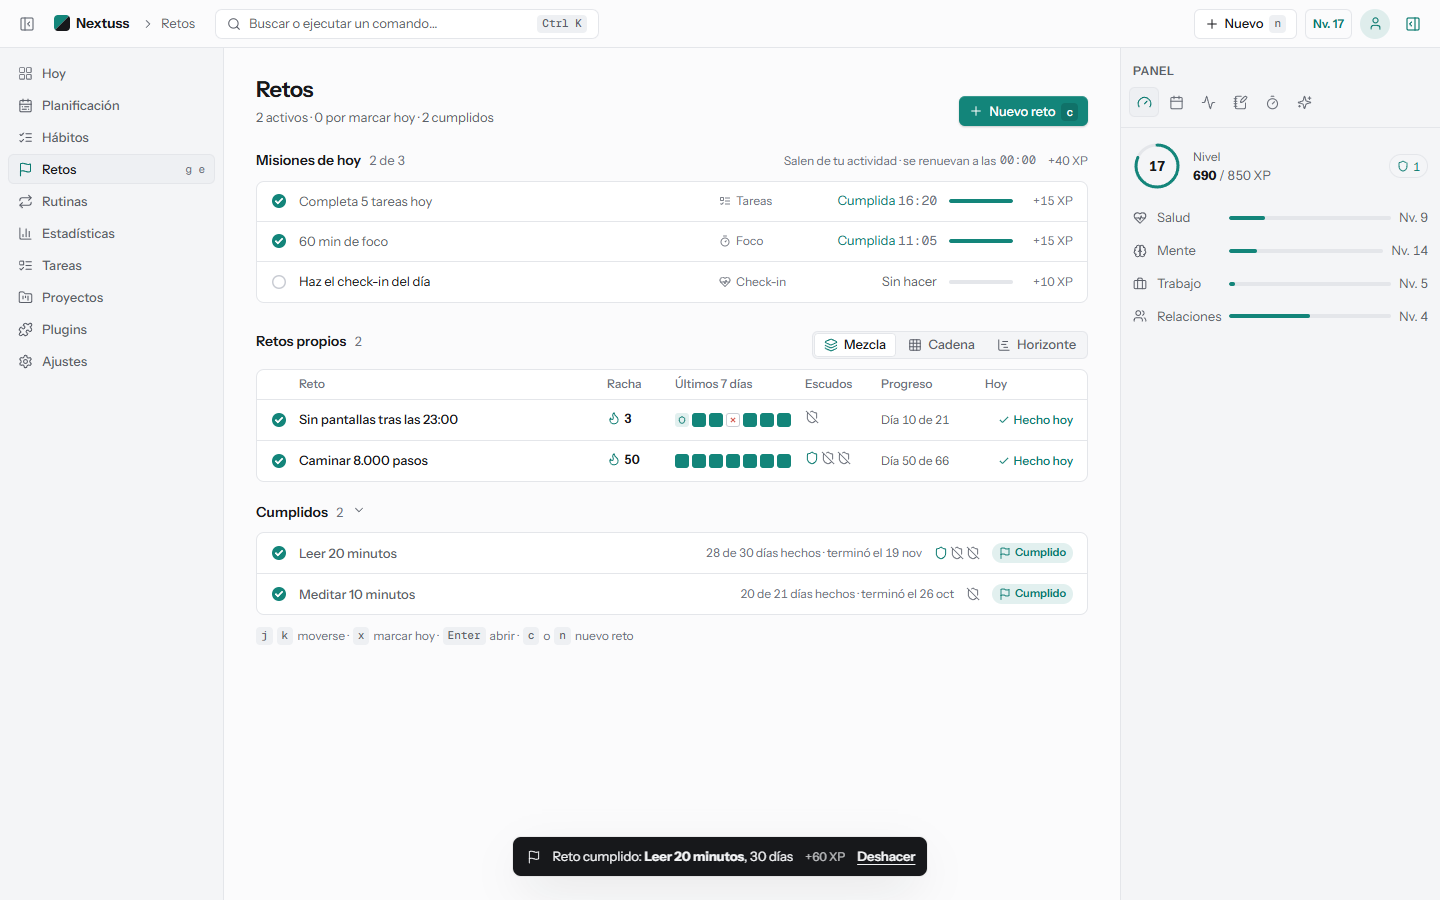 Nextuss > Retos
Buscar o ejecutar un comando... Ctrl K
+ Nuevo n
Nv. 17
Hoy
Planificación
Hábitos
Retos g e
Rutinas
Estadísticas
Tareas
Proyectos
Plugins
Ajustes
Retos
2 activos · 0 por marcar hoy · 2 cumplidos
+ Nuevo reto c
Misiones de hoy 2 de 3
Salen de tu actividad · se renuevan a las 00:00 +40 XP
Completa 5 tareas hoy Tareas Cumplida 16:20 +15 XP
60 min de foco Foco Cumplida 11:05 +15 XP
Haz el check-in del día Check-in Sin hacer +10 XP
Retos propios 2
Mezcla Cadena Horizonte
Reto Racha Últimos 7 días Escudos Progreso Hoy
Sin pantallas tras las 23:00 3 Día 10 de 21 Hecho hoy
Caminar 8.000 pasos 50 Día 50 de 66 Hecho hoy
Cumplidos 2
Leer 20 minutos 28 de 30 días hechos · terminó el 19 nov Cumplido
Meditar 10 minutos 20 de 21 días hechos · terminó el 26 oct Cumplido
j k moverse · x marcar hoy · Enter abrir · c o n nuevo reto
PANEL
17
Nivel
690 / 850 XP
1
Salud Nv. 9
Mente Nv. 14
Trabajo Nv. 5
Relaciones Nv. 4
Reto cumplido: Leer 20 minutos, 30 días +60 XP Deshacer